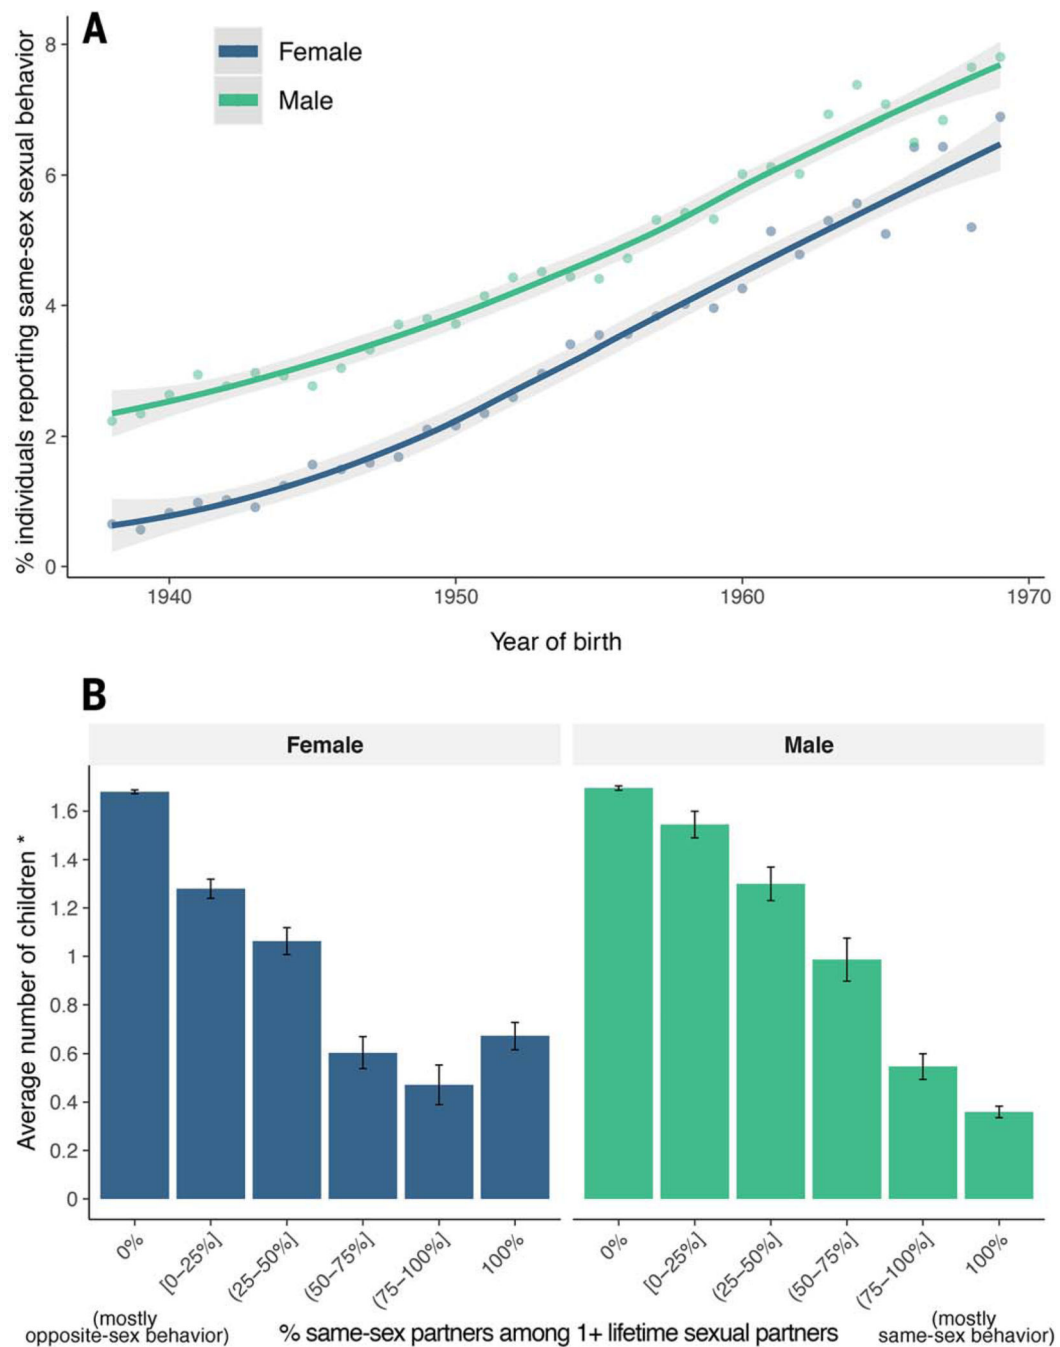 A
% individuals reporting same-sex sexual behavior
Female
Male
8
6
4
2
0
1940
1950
1960
1970
Year of birth
B
Female
Male
Average number of children *
1.6
1.4
1.2
1
0.8
0.6
0.4
0.2
0
0%
[0–25%]
(25–50%]
(50–75%]
(75–100%]
100%
0%
[0–25%]
(25–50%]
(50–75%]
(75–100%]
100%
(mostly
opposite-sex behavior)
% same-sex partners among 1+ lifetime sexual partners
(mostly
same-sex behavior)